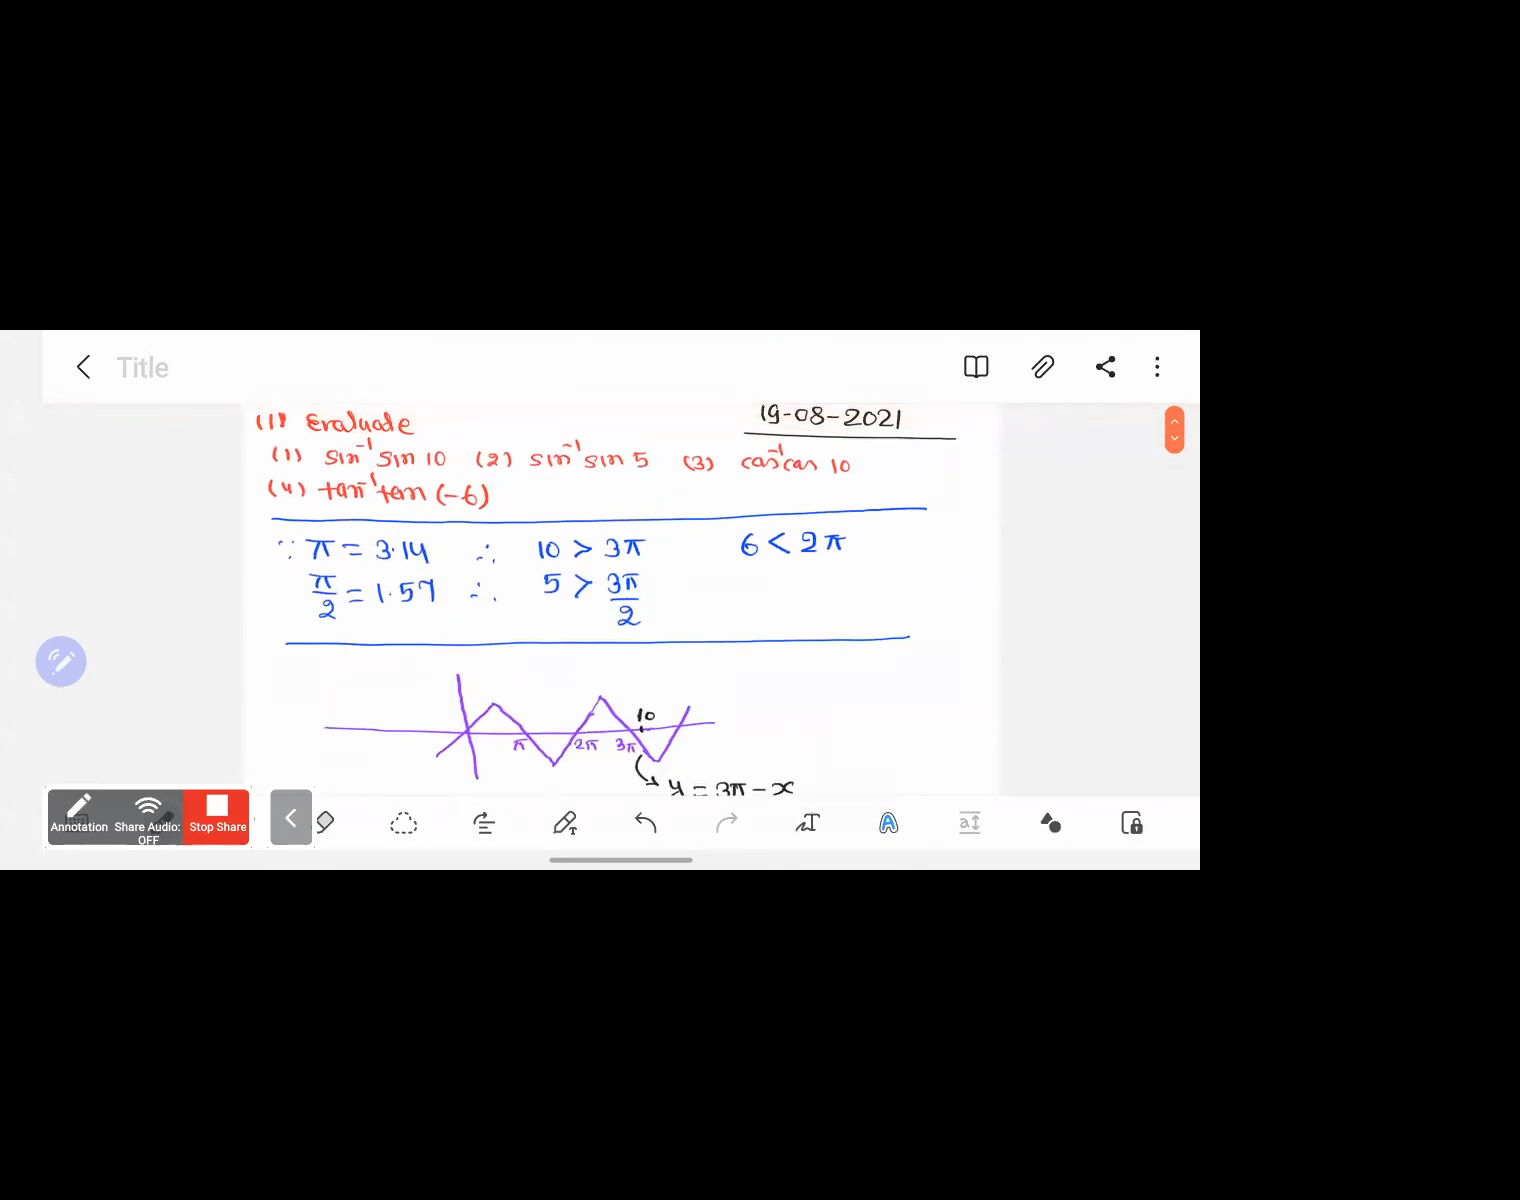 Title
19-08-2021
(1) Evaluate
(1) sin⁻¹ sin 10 (2) sin⁻¹ sin 5 (3) cos⁻¹ cos 10
(4) tan⁻¹ tan (-6)
∵ π = 3.14 ∴ 10 > 3π 6 < 2π
π/2 = 1.57 ∴ 5 > 3π/2
10
π 2π 3π
y = 3π - x
Annotation Share Audio: OFF Stop Share